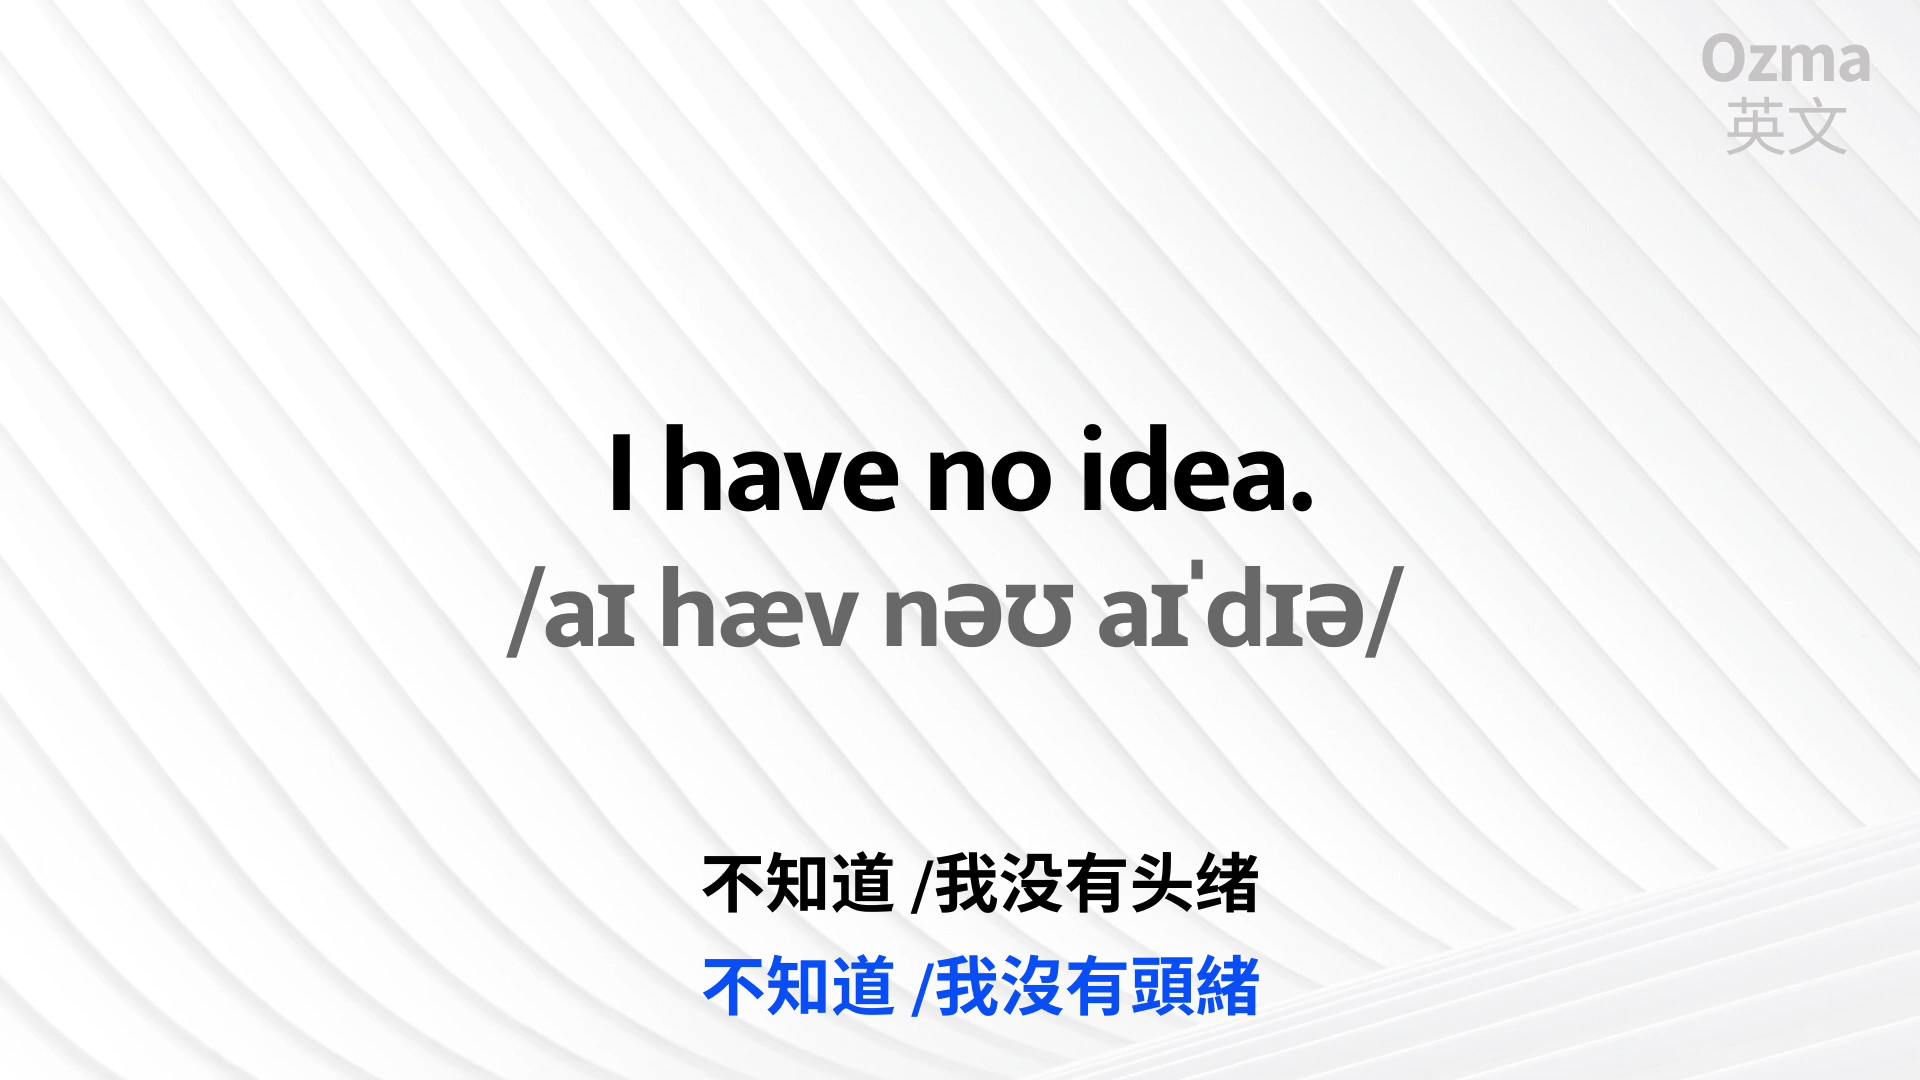 Ozma
英文
I have no idea.
/aɪ hæv nəʊ aɪˈdɪə/
不知道 /我没有头绪
不知道 /我沒有頭緒